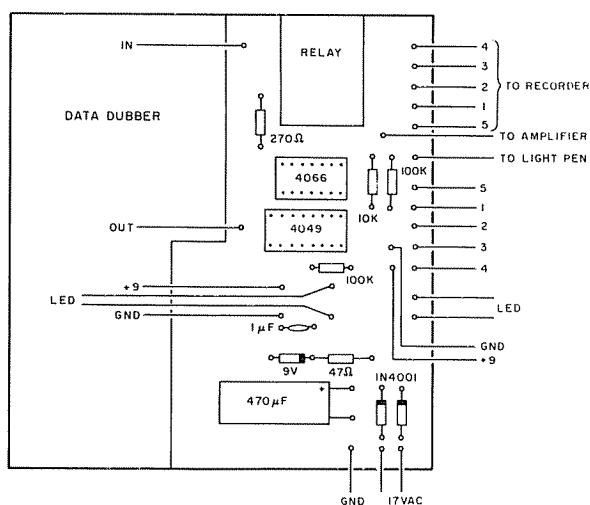 IN
RELAY
4
3
2
1
5
TO RECORDER
DATA DUBBER
270Ω
TO AMPLIFIER
TO LIGHT PEN
4066
100K
10K
5
1
2
3
4
OUT
4049
+9
100K
LED
GND
1µF
LED
GND
+9
9V
47Ω
1N4001
470µF
+
GND
17VAC